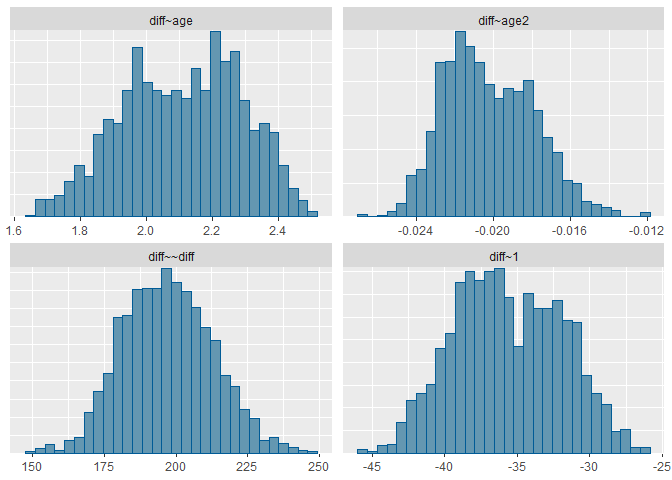 diff~age
diff~age2
1.6 1.8 2.0 2.2 2.4
-0.024 -0.020 -0.016 -0.012
diff~~diff
diff~1
150 175 200 225 250
-45 -40 -35 -30 -25